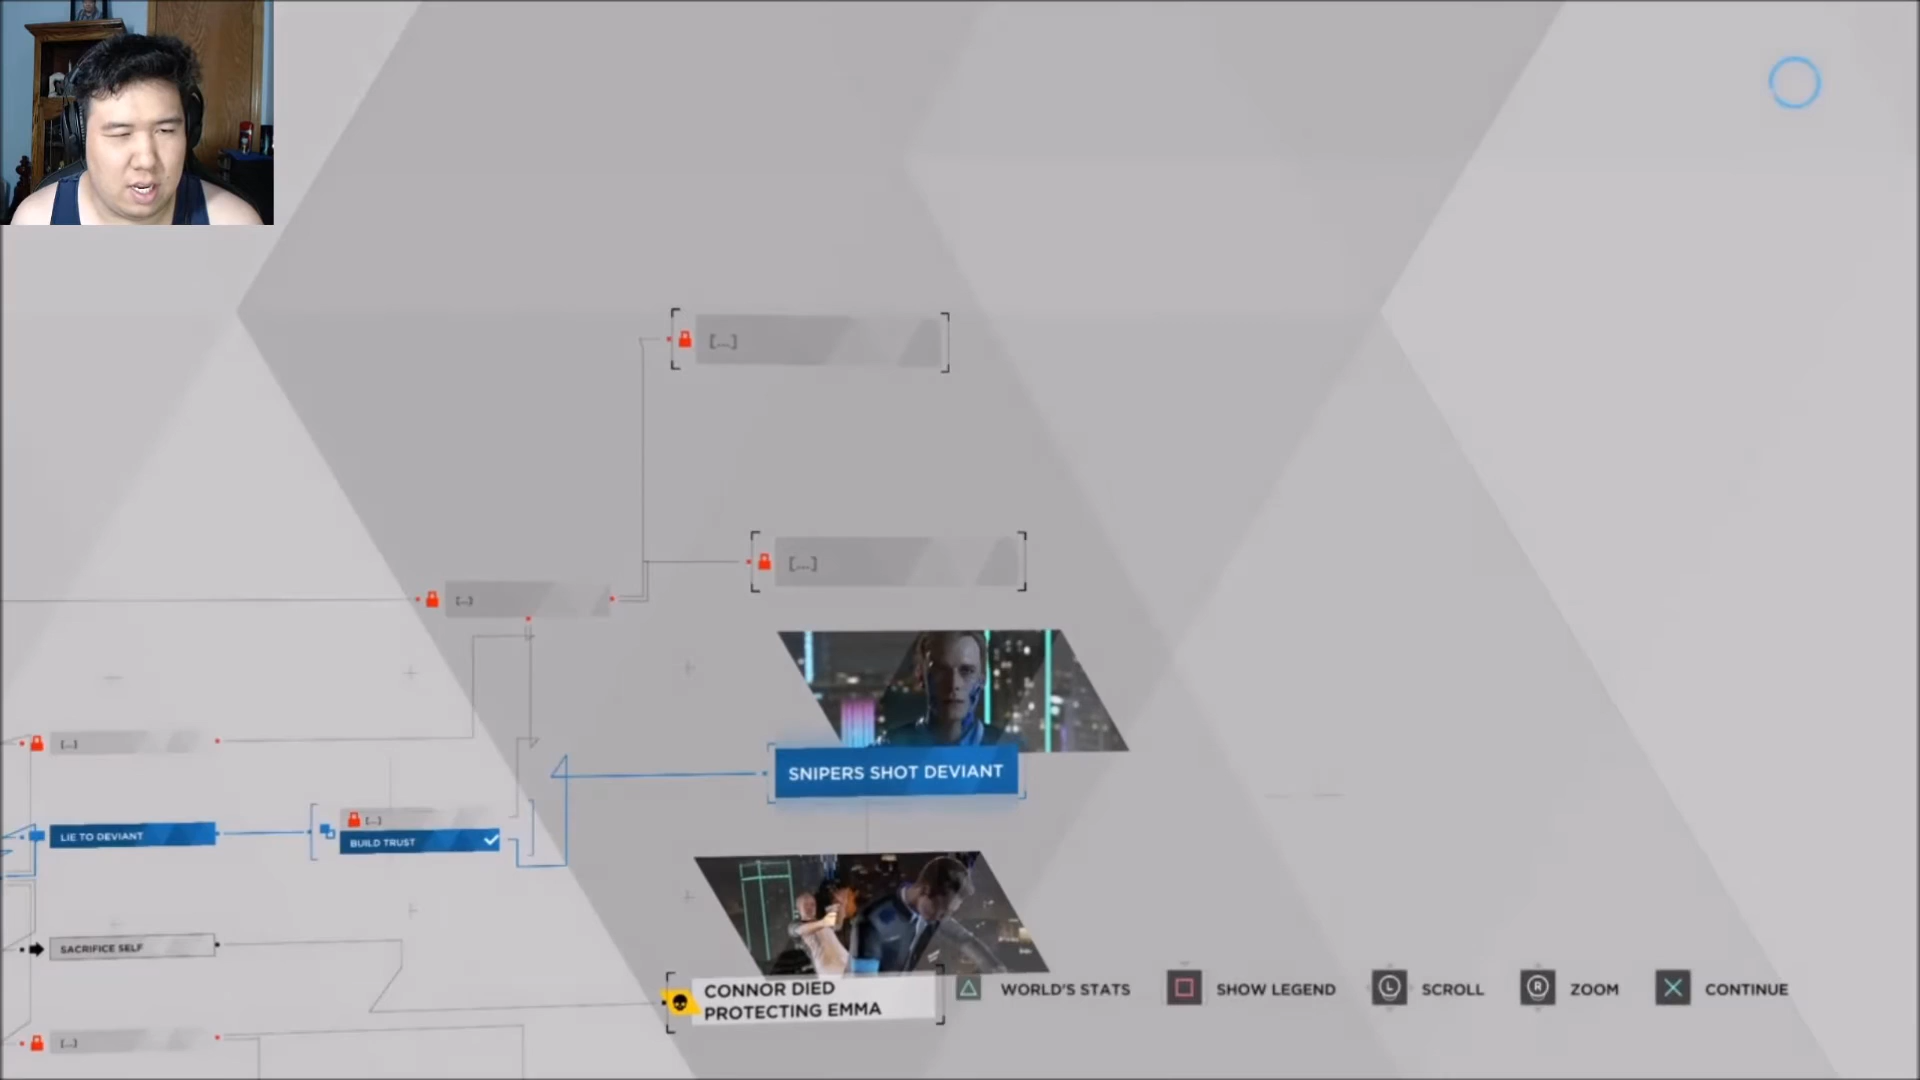 [...]
[...]
[...]
SNIPERS SHOT DEVIANT
[...]
[...]
LIE TO DEVIANT
BUILD TRUST
SACRIFICE SELF
CONNOR DIED
PROTECTING EMMA
WORLD'S STATS
SHOW LEGEND
L
SCROLL
R
ZOOM
CONTINUE
[...]